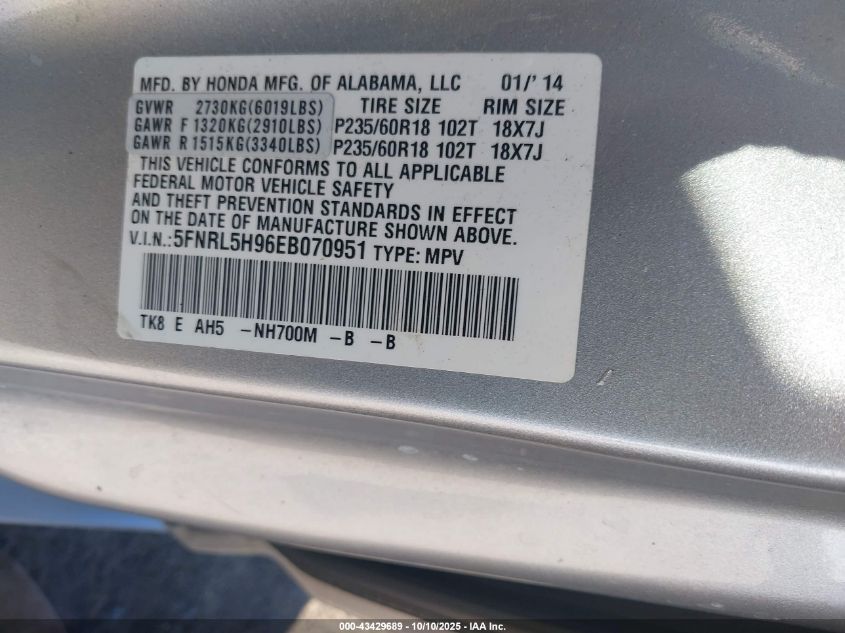 MFD. BY HONDA MFG. OF ALABAMA, LLC 01/'14
GVWR 2730KG(6019LBS) TIRE SIZE RIM SIZE
GAWR F 1320KG(2910LBS) P235/60R18 102T 18X7J
GAWR R 1515KG(3340LBS) P235/60R18 102T 18X7J
THIS VEHICLE CONFORMS TO ALL APPLICABLE
FEDERAL MOTOR VEHICLE SAFETY
AND THEFT PREVENTION STANDARDS IN EFFECT
ON THE DATE OF MANUFACTURE SHOWN ABOVE.
V.I.N.:5FNRL5H96EB070951 TYPE: MPV
TK8 E AH5 -NH700M -B -B
000-43429689 - 10/10/2025 - IAA Inc.